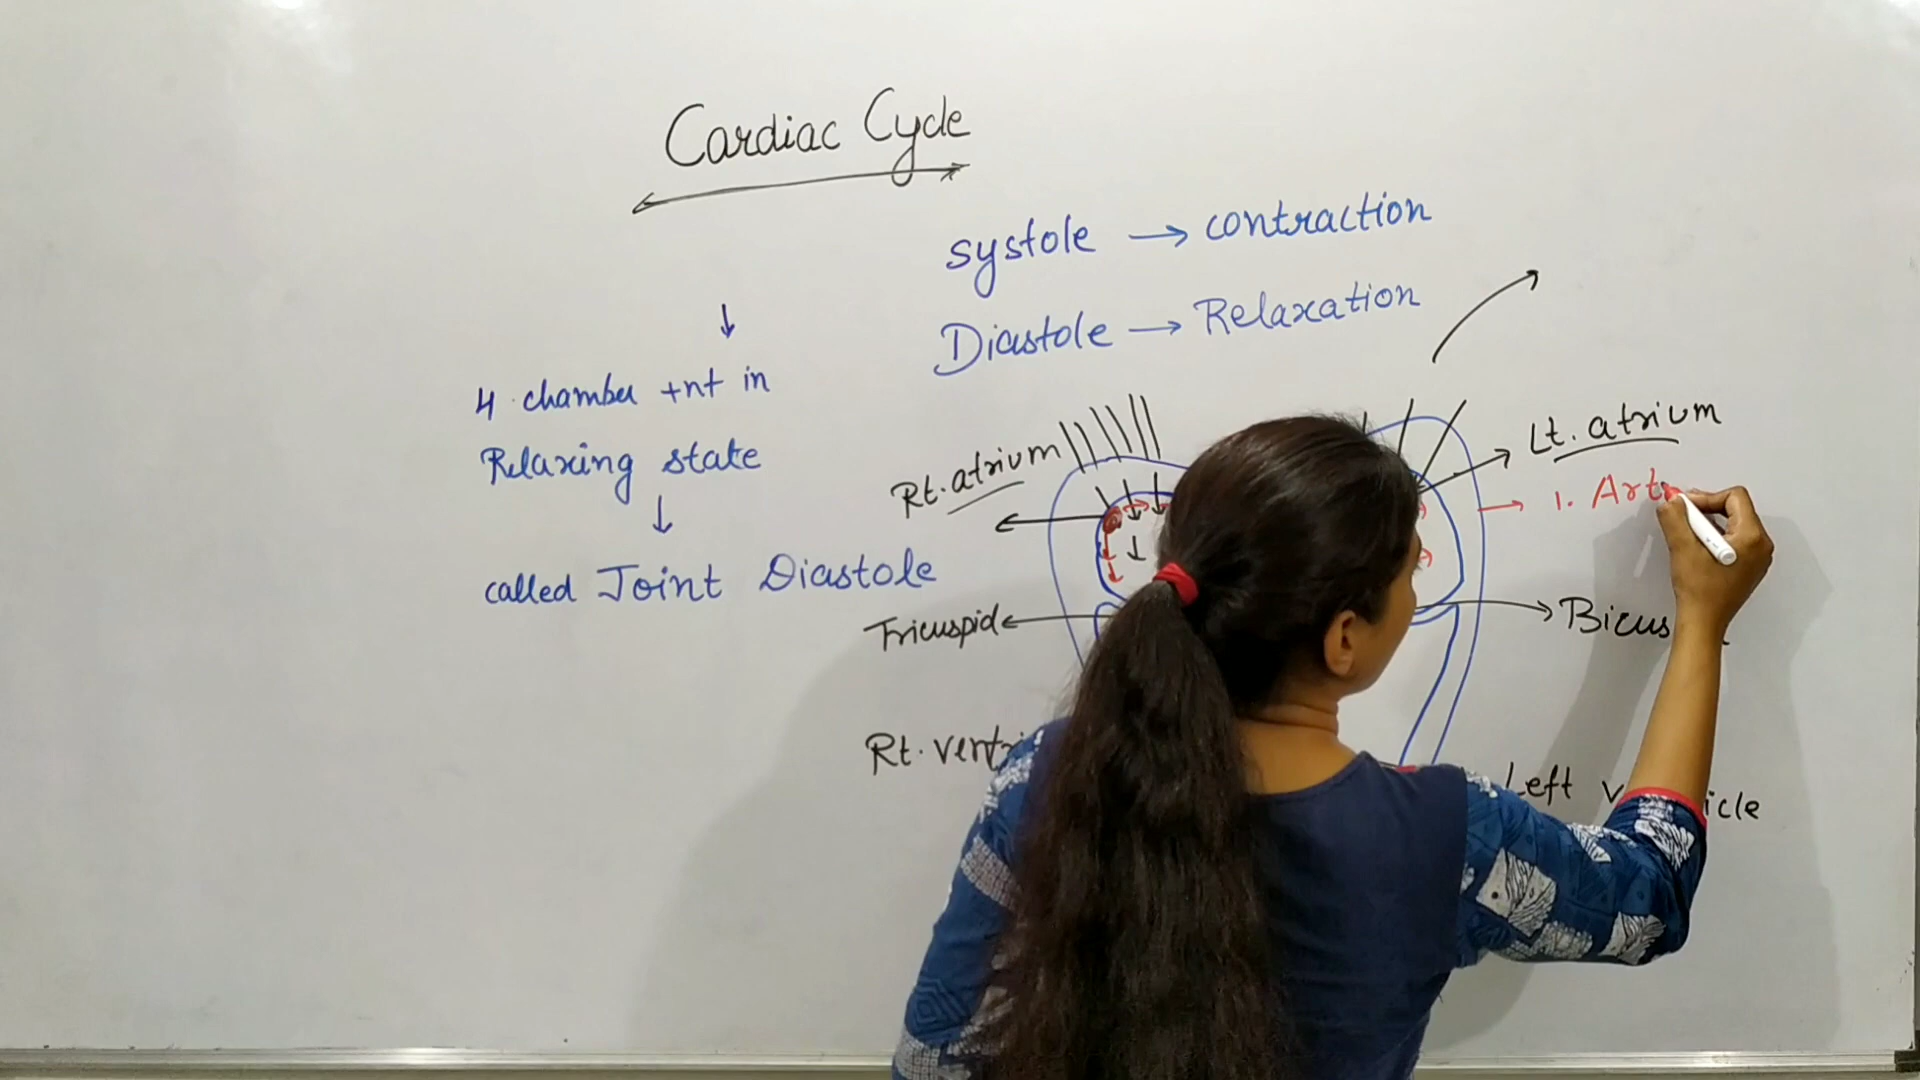 Cardiac Cycle
systole → contraction
Diastole → Relaxation
↓
4 chamber +nt in
Relaxing state
↓
called Joint Diastole
Rt. atrium
Lt. atrium
→ 1. Art
Tricuspid
Bicus
Rt. ventri
Left v icle